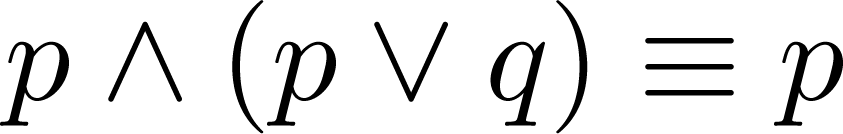 p ∧ (p ∨ q) ≡ p